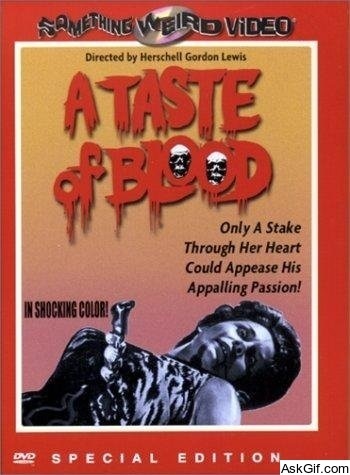 SOMETHING WEIRD VIDEO®
Directed by Herschell Gordon Lewis
A TASTE
of BLOOD
Only A Stake
Through Her Heart
Could Appease His
Appalling Passion!
IN SHOCKING COLOR!
DVD SPECIAL EDITION
AskGif.com